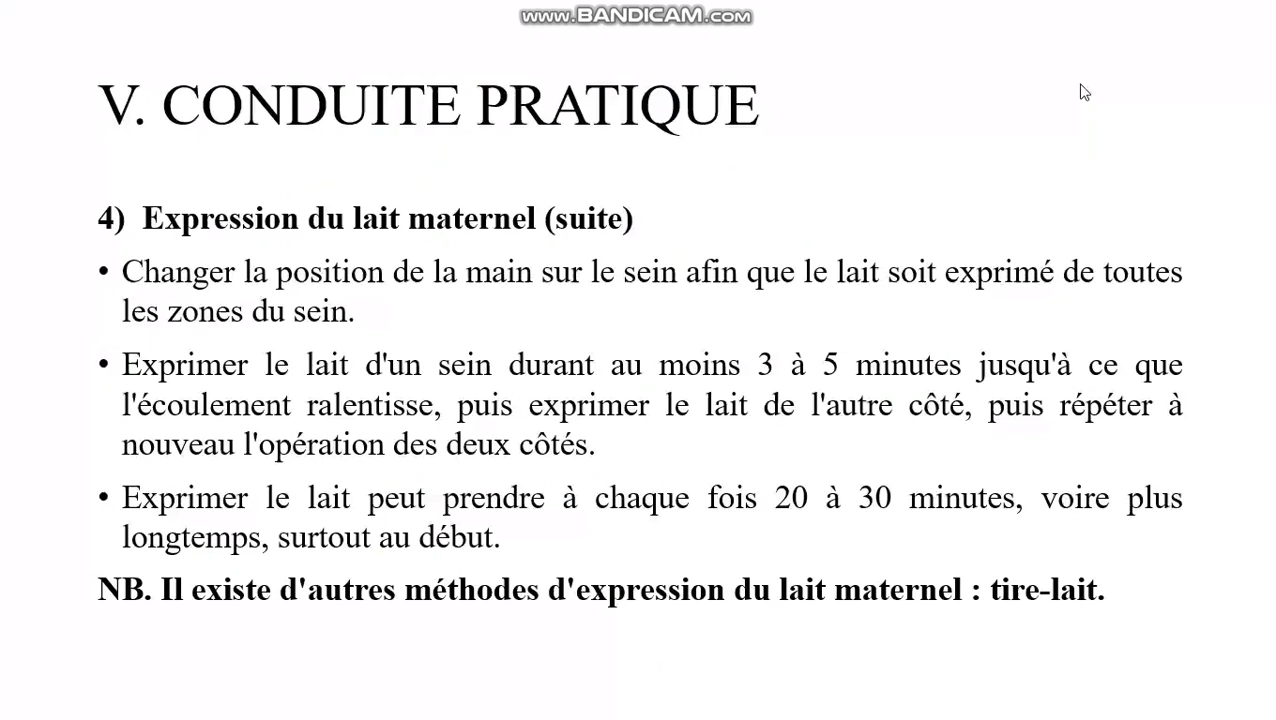 www.BANDICAM.com
V. CONDUITE PRATIQUE
4) Expression du lait maternel (suite)
• Changer la position de la main sur le sein afin que le lait soit exprimé de toutes
les zones du sein.
• Exprimer le lait d'un sein durant au moins 3 à 5 minutes jusqu'à ce que
l'écoulement ralentisse, puis exprimer le lait de l'autre côté, puis répéter à
nouveau l'opération des deux côtés.
• Exprimer le lait peut prendre à chaque fois 20 à 30 minutes, voire plus
longtemps, surtout au début.
NB. Il existe d'autres méthodes d'expression du lait maternel : tire-lait.